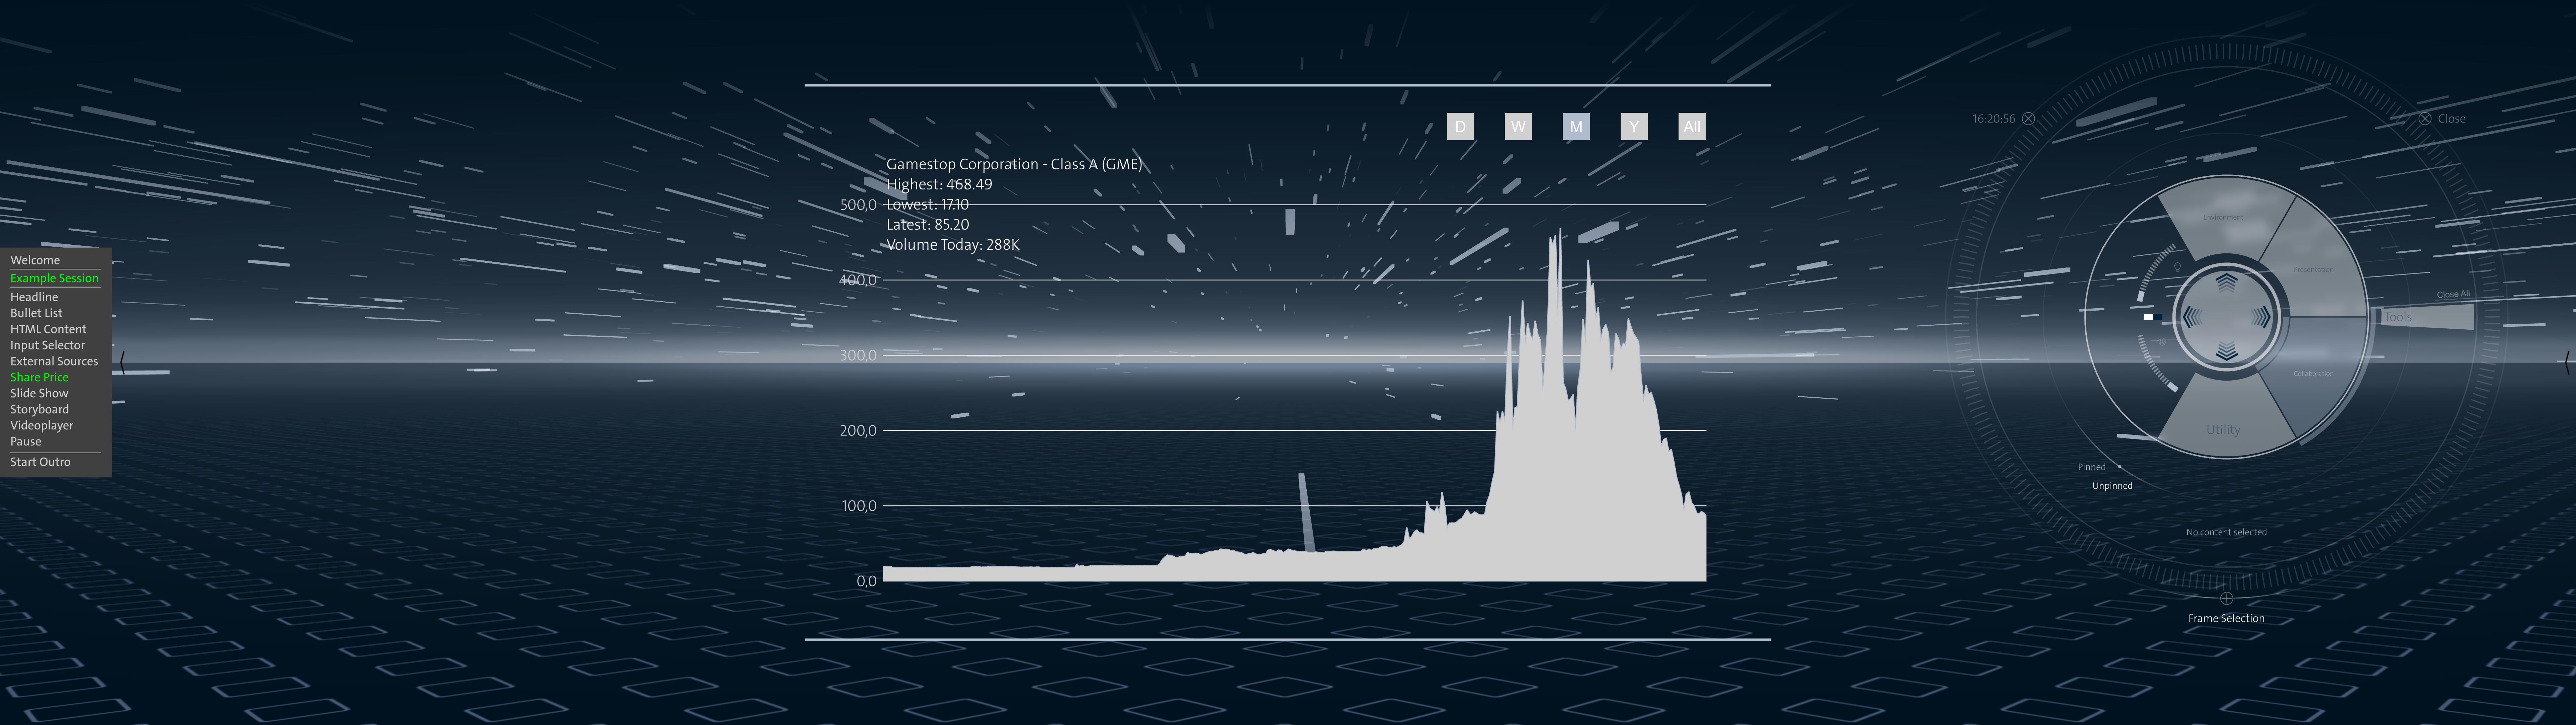 Welcome
Example Session
Headline
Bullet List
HTML Content
Input Selector
External Sources
Share Price
Slide Show
Storyboard
Videoplayer
Pause
Start Outro
D W M Y All
Gamestop Corporation - Class A (GME)
Highest: 468.49
Lowest: 17.10
Latest: 85.20
Volume Today: 288K
500,0
400,0
300,0
200,0
100,0
0,0
16:20:56
Close
Environment
Presentation
Close All
Tools
Collaboration
Utility
Pinned
Unpinned
No content selected
Frame Selection